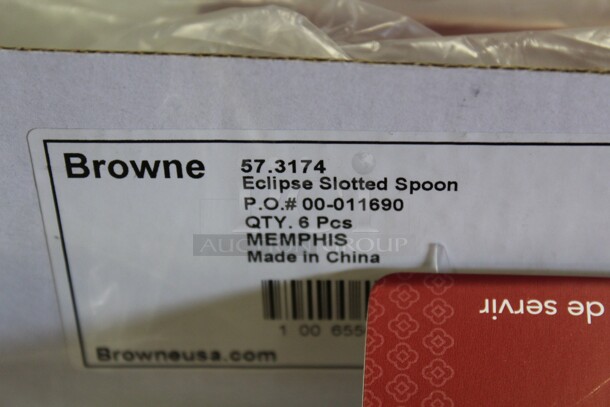 Browne 57.3174
Eclipse Slotted Spoon
P.O.# 00-011690
QTY. 6 Pcs
MEMPHIS
Made in China
1 00 655
Browneusa.com
de servir